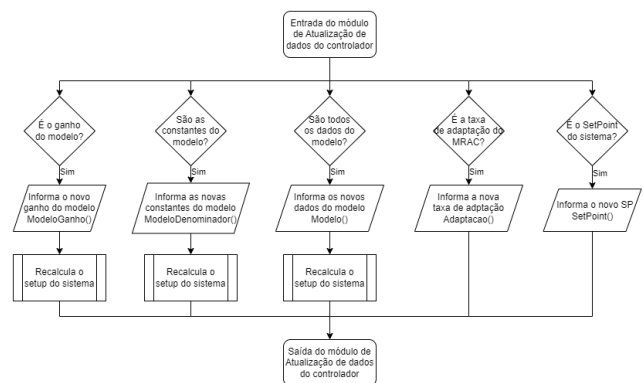 Entrada do módulo
de Atualização de
dados do controlador
É o ganho
do modelo?
São as
constantes do
modelo?
São todos
os dados do
modelo?
É a taxa
de adaptação do
MRAC?
É o SetPoint
do sistema?
Sim
Sim
Sim
Sim
Sim
Informa o novo
ganho do modelo
ModeloGanho()
Informa as novas
constantes do modelo
ModeloDenominador()
Informa os novos
dados do modelo
Modelo()
Informa a nova
taxa de adptação
Adaptacao()
Informa o novo SP
SetPoint()
Recalcula o
setup do sistema
Recalcula o
setup do sistema
Recalcula o
setup do sistema
Saída do módulo de
Atualização de dados
do controlador